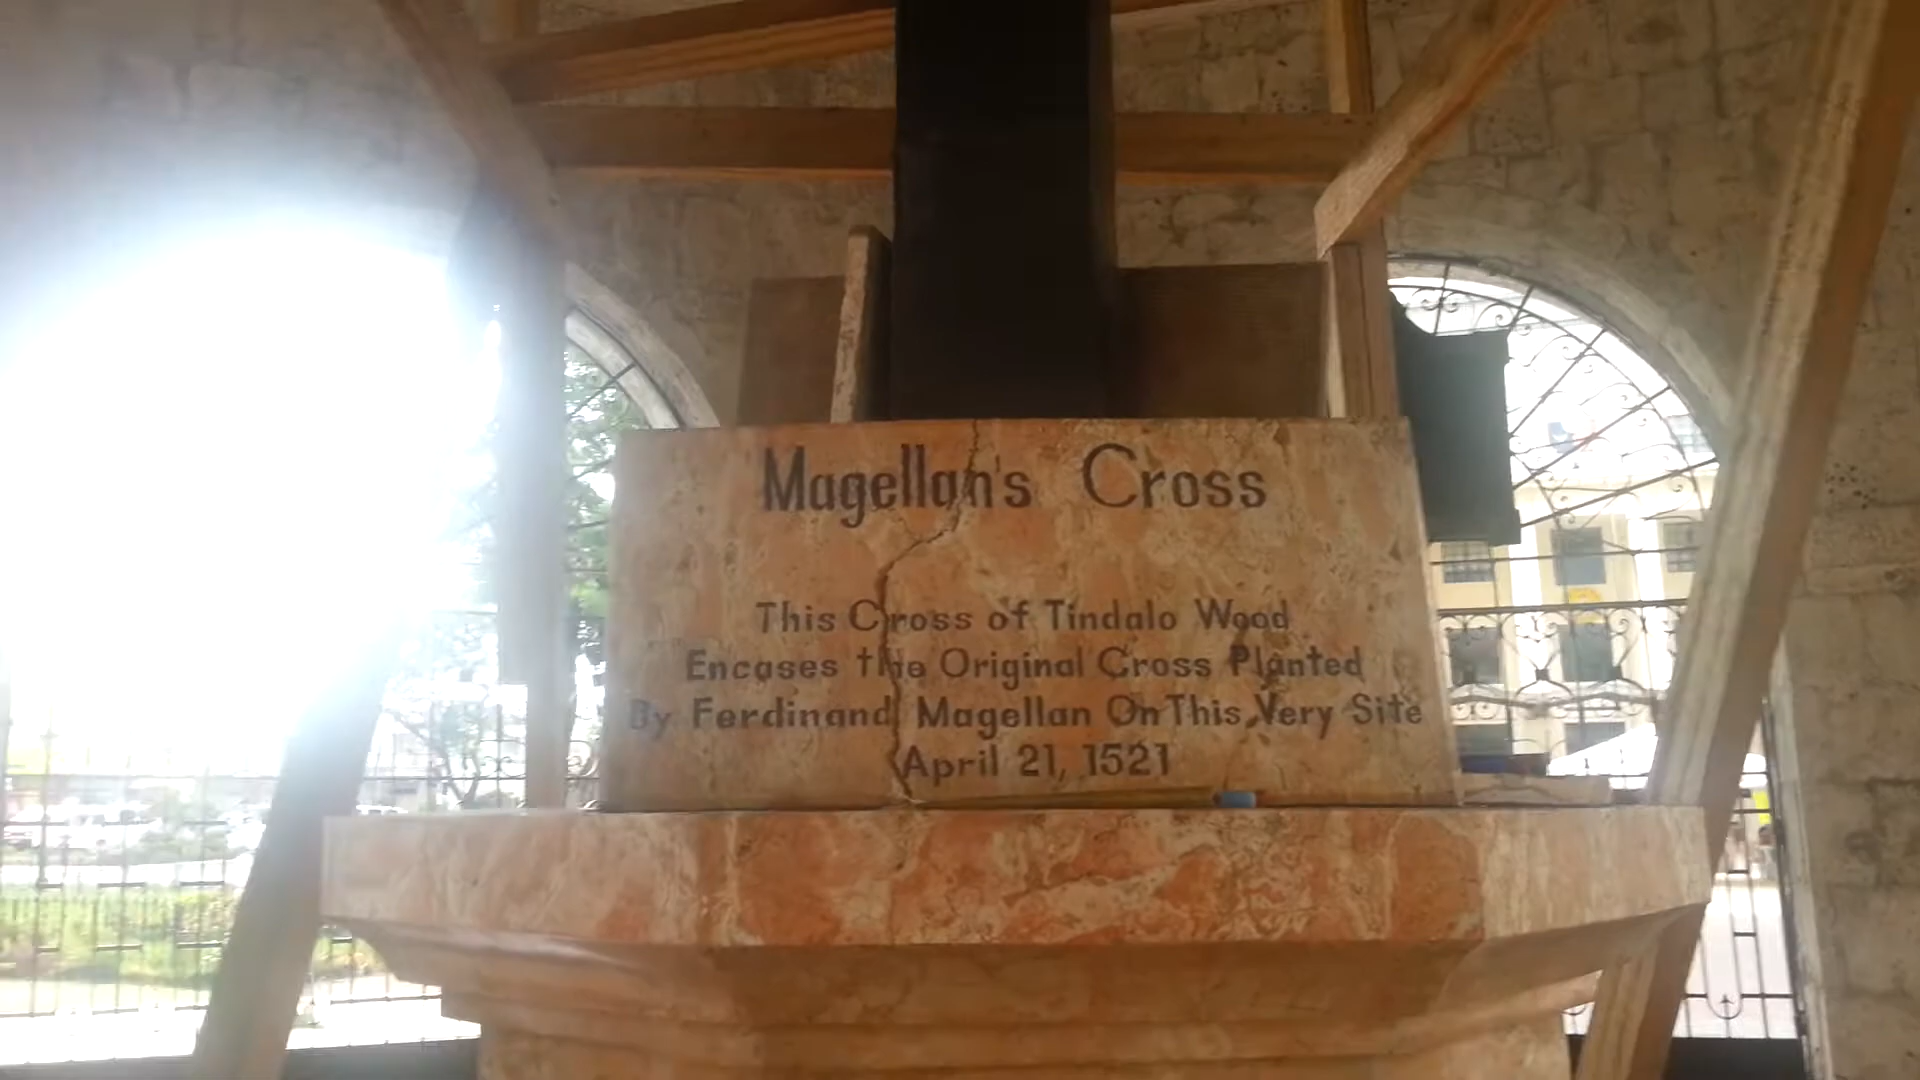 Magellan's Cross
This Cross of Tindalo Wood
Encases the Original Cross Planted
By Ferdinand Magellan On This Very Site
April 21, 1521